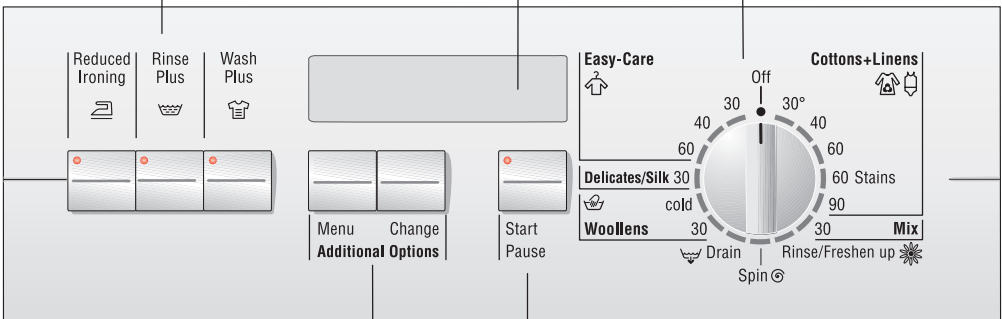 Reduced
Ironing
Rinse
Plus
Wash
Plus
Menu
Change
Additional Options
Start
Pause
Easy-Care
Cottons+Linens
Off
30
30°
40
40
60
60
Delicates/Silk 30
60 Stains
cold
90
Woollens 30
30 Mix
Drain
Rinse/Freshen up
Spin